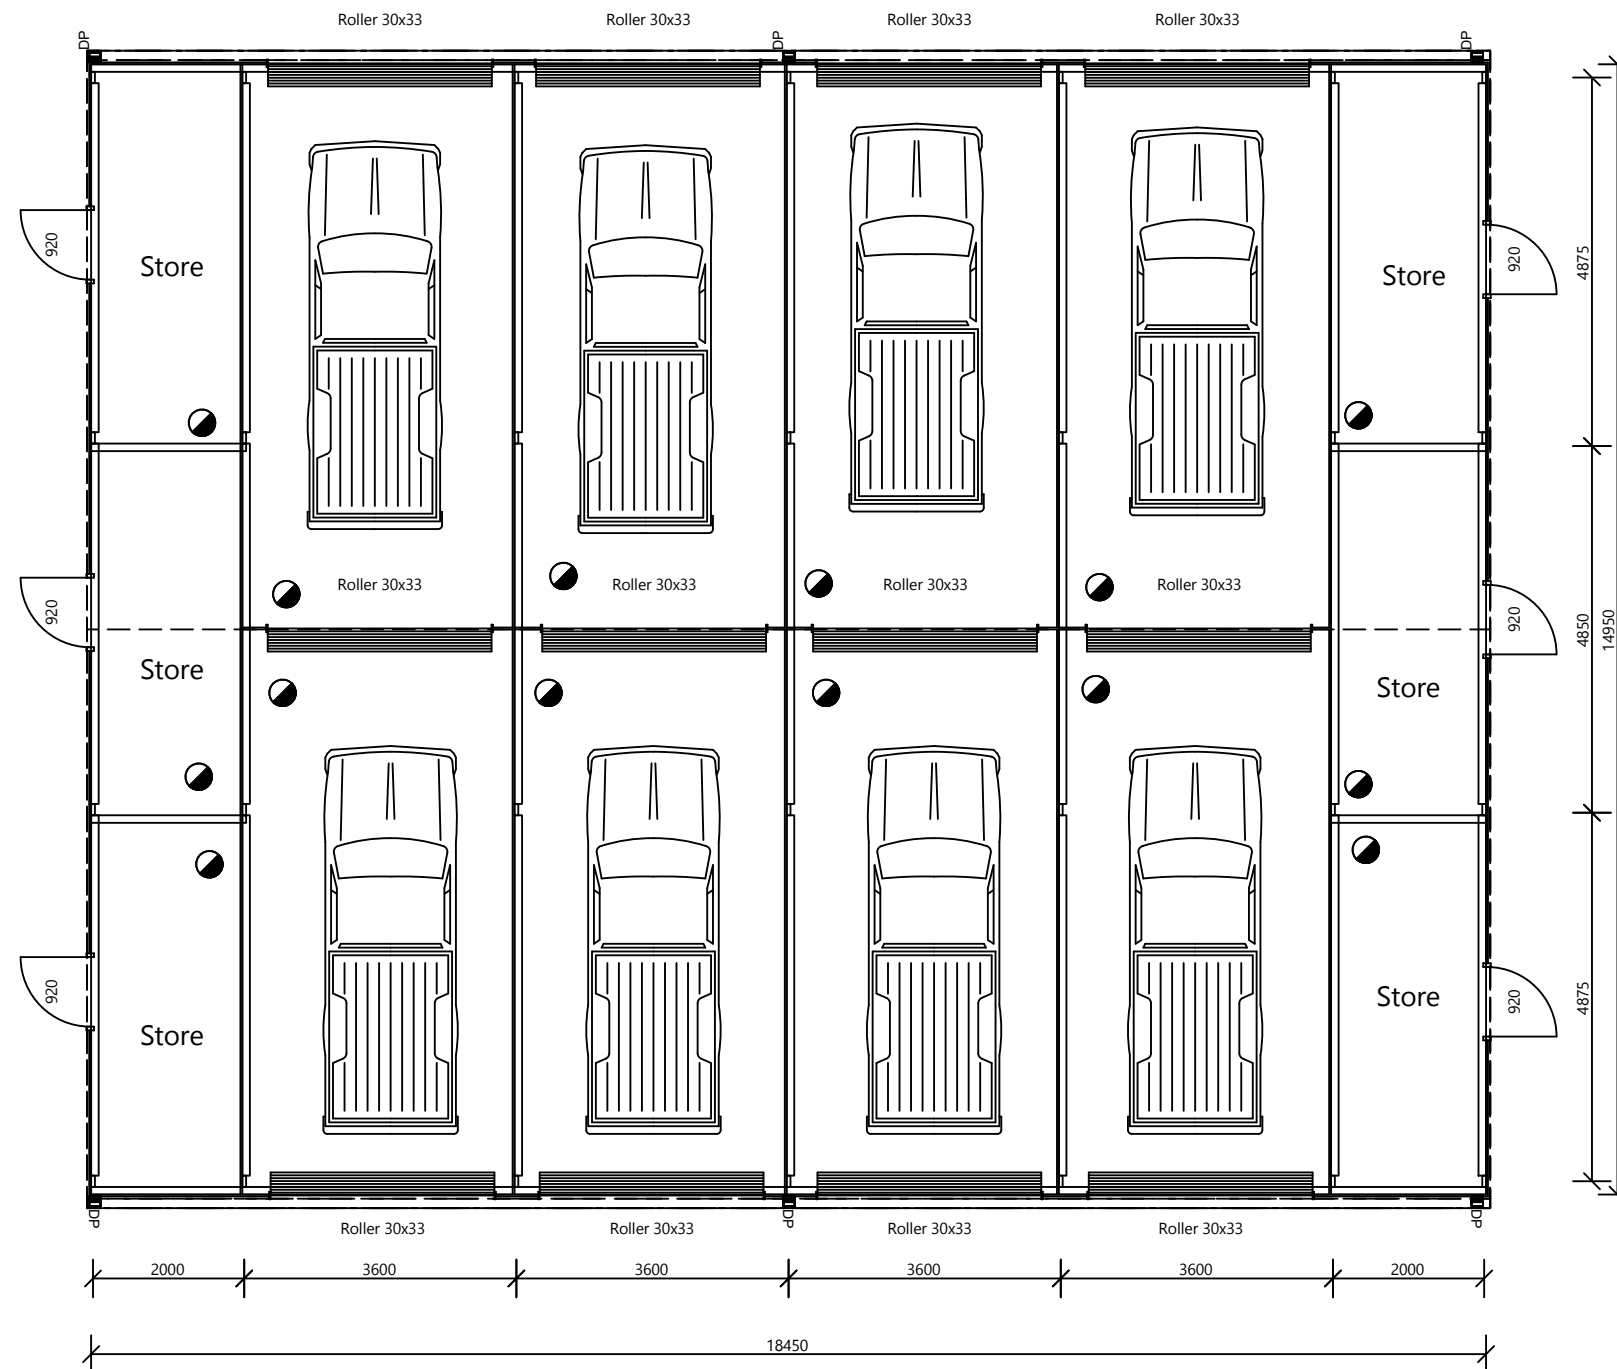 Roller 30x33 Roller 30x33 Roller 30x33 Roller 30x33
DP DP DP
920 Store Store 920 4875
Roller 30x33 Roller 30x33 Roller 30x33 Roller 30x33
920 920 4850 14950
Store Store
920 Store Store 920 4875
DP DP DP
Roller 30x33 Roller 30x33 Roller 30x33 Roller 30x33
2000 3600 3600 3600 3600 2000
18450